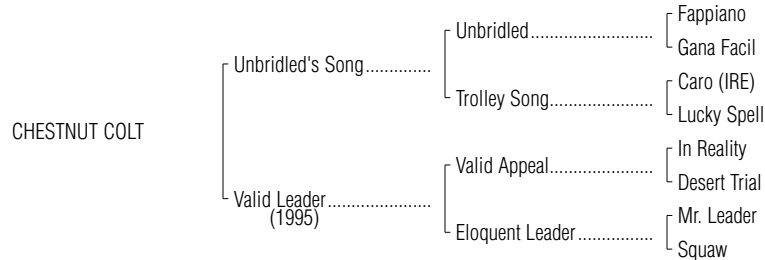 Fappiano
Unbridled..............................
Gana Facil
Unbridled's Song................
Caro (IRE)
Trolley Song.........................
Lucky Spell
CHESTNUT COLT
In Reality
Valid Appeal.........................
Desert Trial
Valid Leader.........................
(1995)
Mr. Leader
Eloquent Leader..................
Squaw